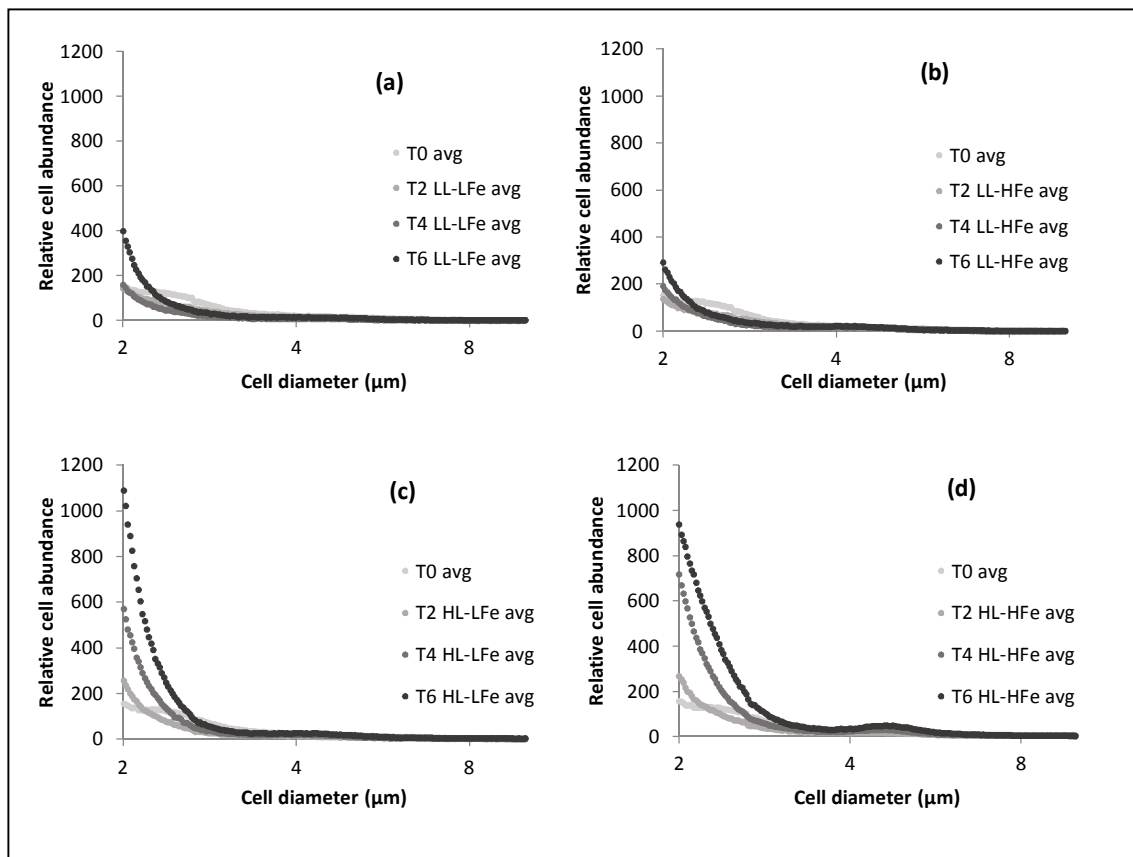 (a)
Relative cell abundance
1200
1000
800
600
400
200
0
2
4
8
Cell diameter (µm)
T0 avg
T2 LL-LFe avg
T4 LL-LFe avg
T6 LL-LFe avg
(b)
Relative cell abundance
1200
1000
800
600
400
200
0
2
4
8
Cell diameter (µm)
T0 avg
T2 LL-HFe avg
T4 LL-HFe avg
T6 LL-HFe avg
(c)
Relative cell abundance
1200
1000
800
600
400
200
0
2
4
8
Cell diameter (µm)
T0 avg
T2 HL-LFe avg
T4 HL-LFe avg
T6 HL-LFe avg
(d)
Relative cell abundance
1200
1000
800
600
400
200
0
2
4
8
Cell diameter (µm)
T0 avg
T2 HL-HFe avg
T4 HL-HFe avg
T6 HL-HFe avg